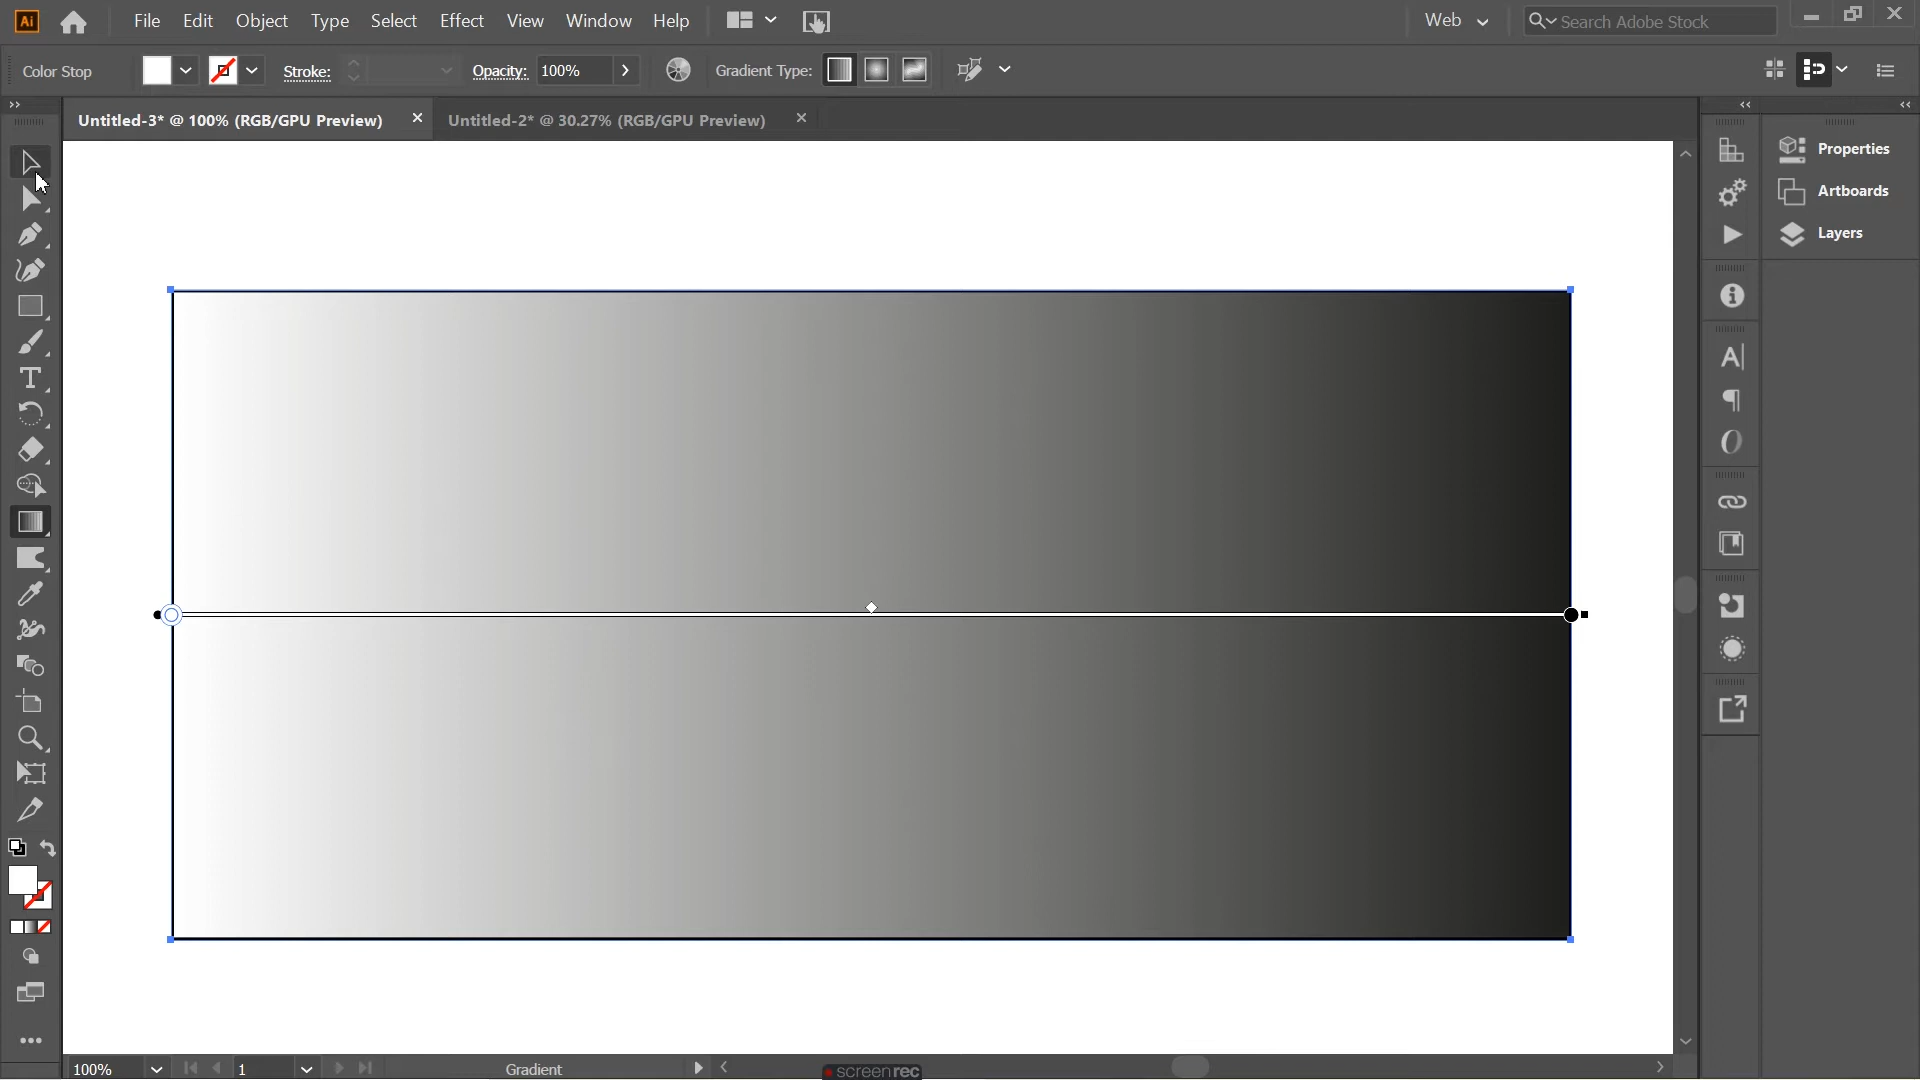 Ai File Edit Object Type Select Effect View Window Help Web Search Adobe Stock
Color Stop Stroke: Opacity: 100% Gradient Type:
Untitled-3* @ 100% (RGB/GPU Preview) Untitled-2* @ 30.27% (RGB/GPU Preview)
Properties
Artboards
Layers
100% 1 Gradient screenrec